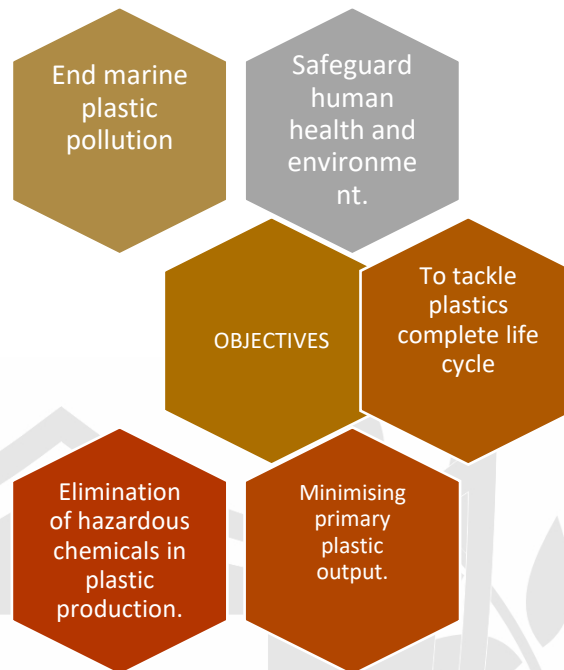 End marine
plastic
pollution
Safeguard
human
health and
environme
nt.
OBJECTIVES
To tackle
plastics
complete life
cycle
Elimination
of hazardous
chemicals in
plastic
production.
Minimising
primary
plastic
output.